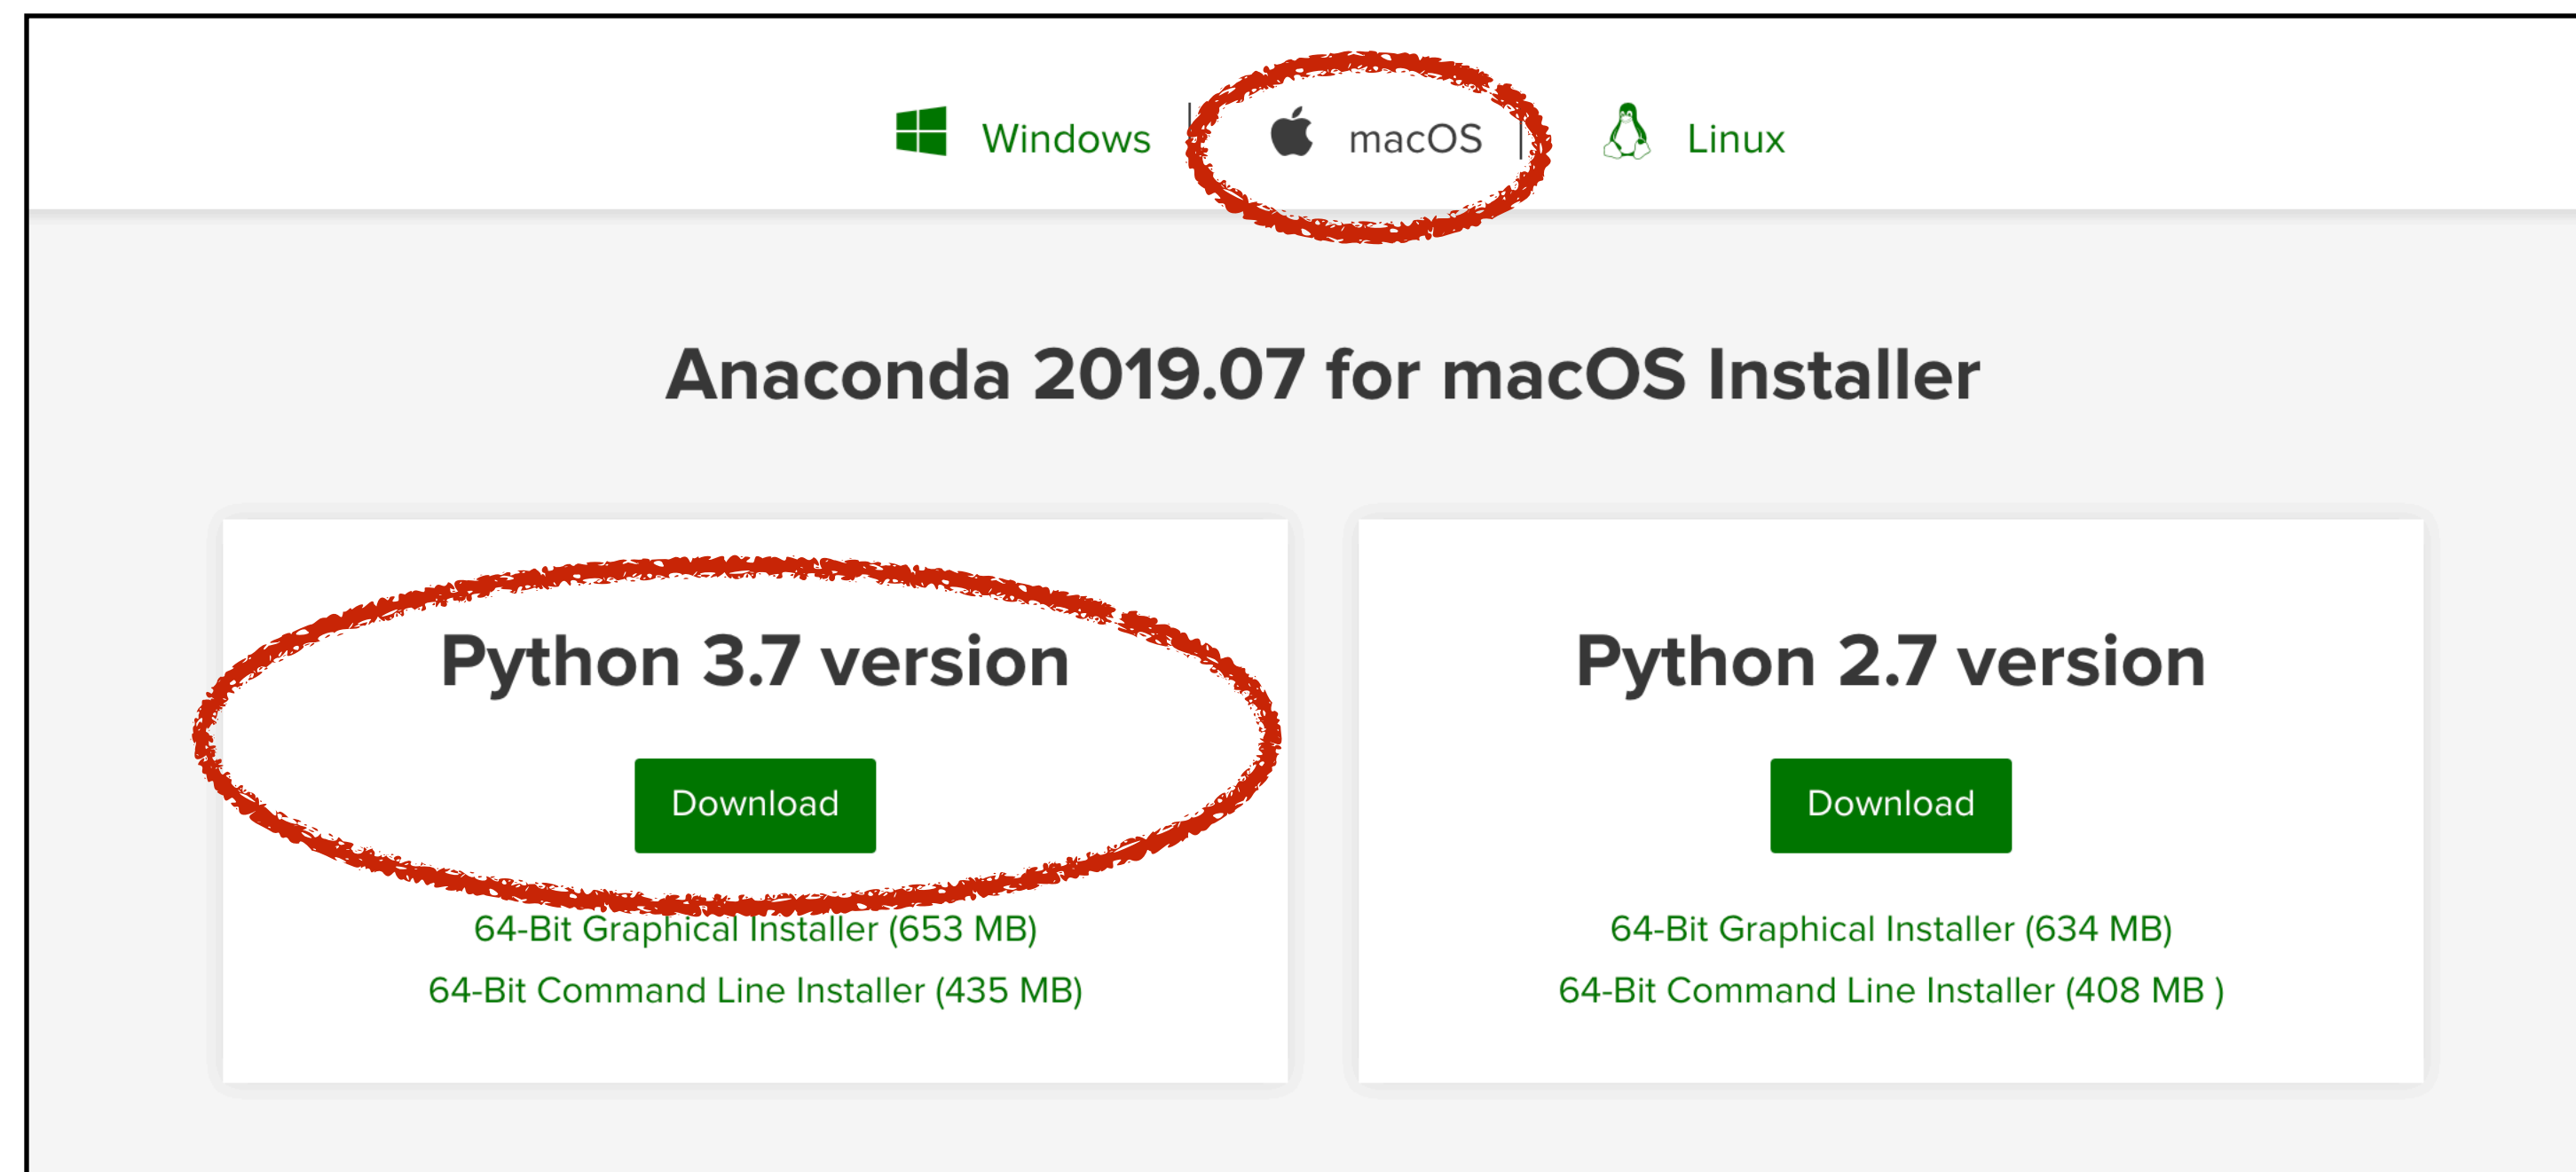 Windows | macOS | Linux
Anaconda 2019.07 for macOS Installer
Python 3.7 version
Download
64-Bit Graphical Installer (653 MB)
64-Bit Command Line Installer (435 MB)
Python 2.7 version
Download
64-Bit Graphical Installer (634 MB)
64-Bit Command Line Installer (408 MB )